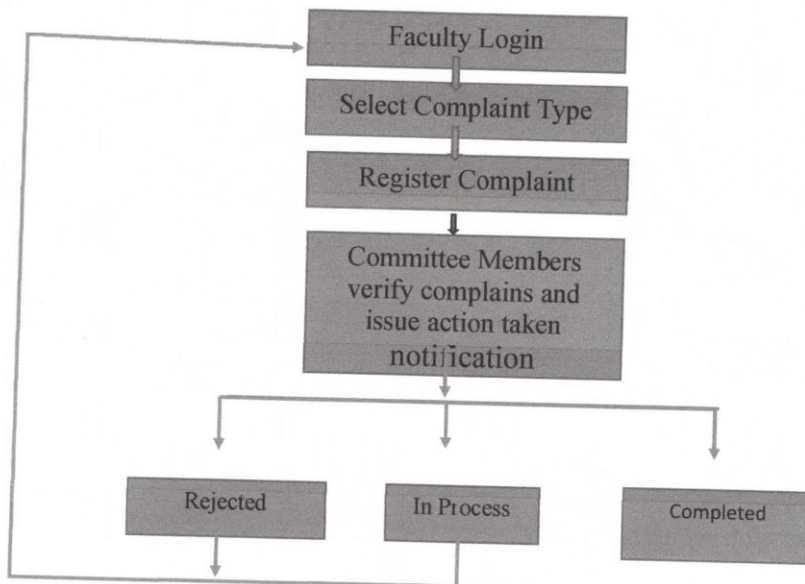 Faculty Login
Select Complaint Type
Register Complaint
Committee Members
verify complains and
issue action taken
notification
Rejected
In Process
Completed